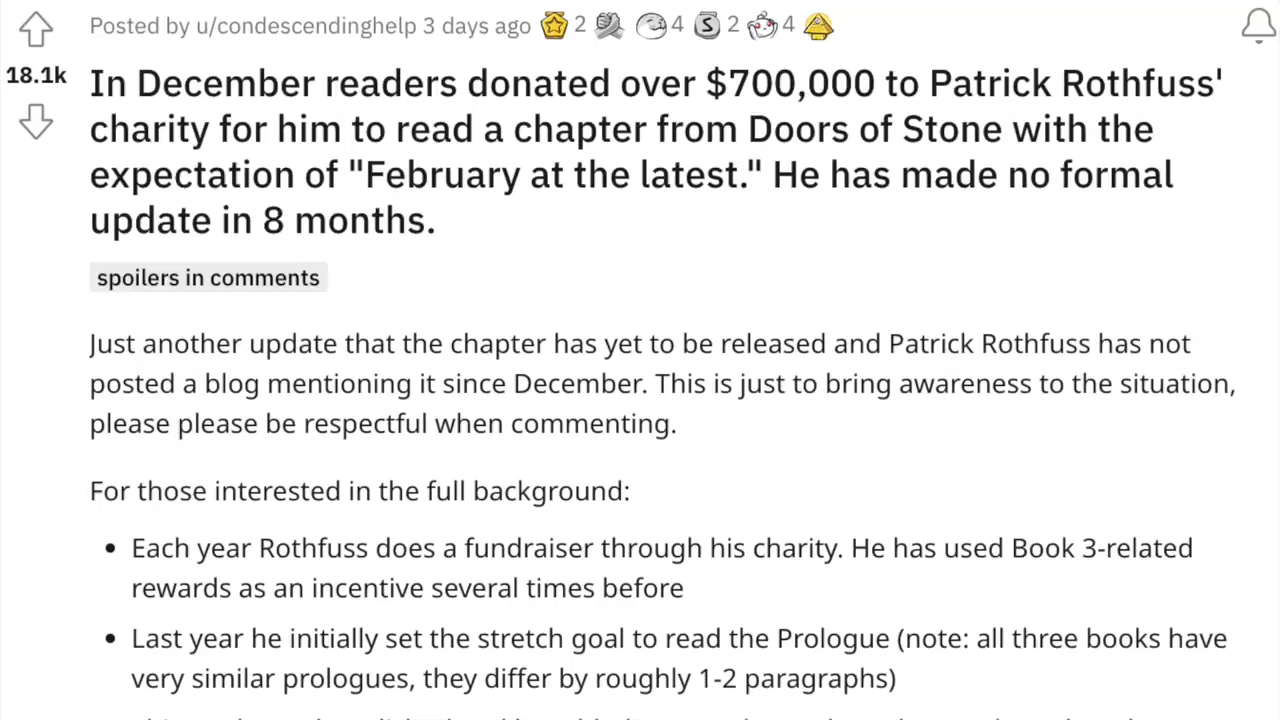 Posted by u/condescendinghelp 3 days ago 2 4 S 2 4
18.1k
In December readers donated over $700,000 to Patrick Rothfuss'
charity for him to read a chapter from Doors of Stone with the
expectation of "February at the latest." He has made no formal
update in 8 months.
spoilers in comments
Just another update that the chapter has yet to be released and Patrick Rothfuss has not
posted a blog mentioning it since December. This is just to bring awareness to the situation,
please please be respectful when commenting.
For those interested in the full background:
• Each year Rothfuss does a fundraiser through his charity. He has used Book 3-related
rewards as an incentive several times before
• Last year he initially set the stretch goal to read the Prologue (note: all three books have
very similar prologues, they differ by roughly 1-2 paragraphs)